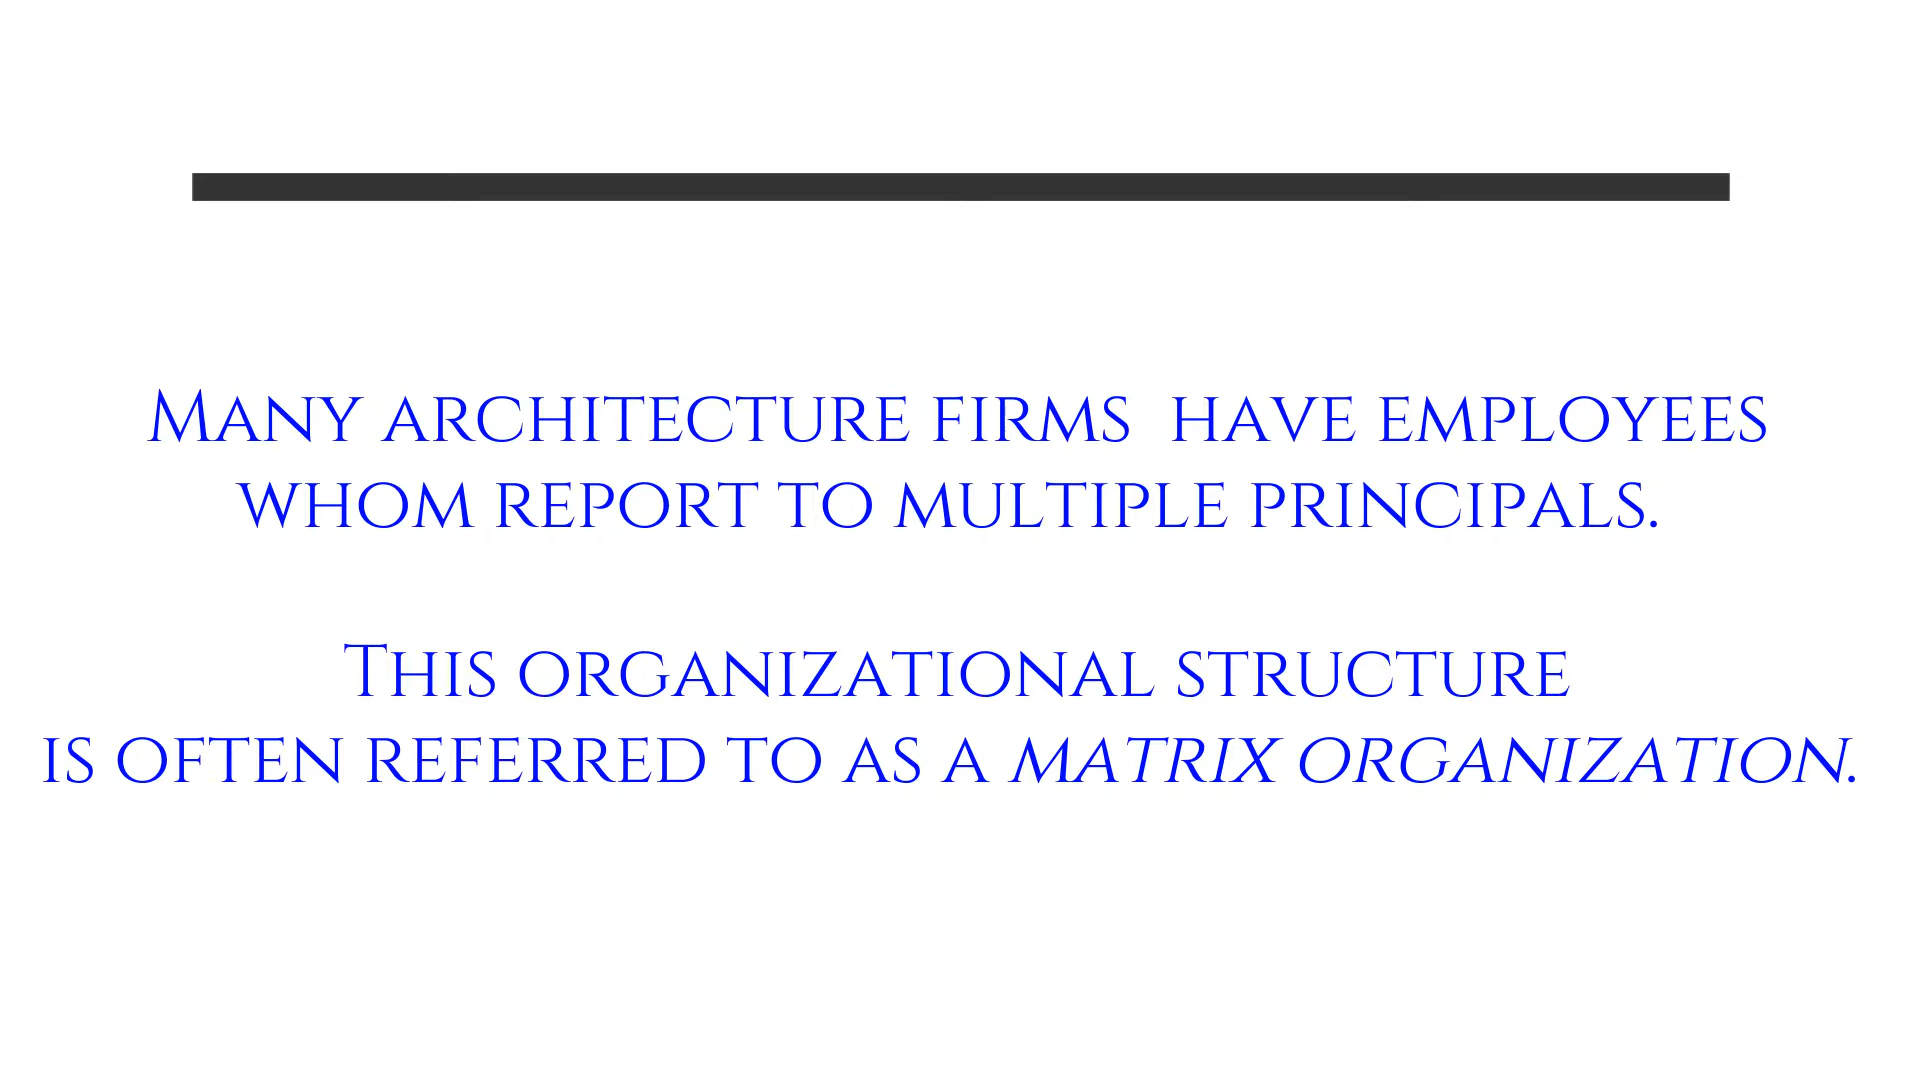 Many architecture firms  have employees
whom report to multiple principals.
This organizational structure
is often referred to as a matrix organization.